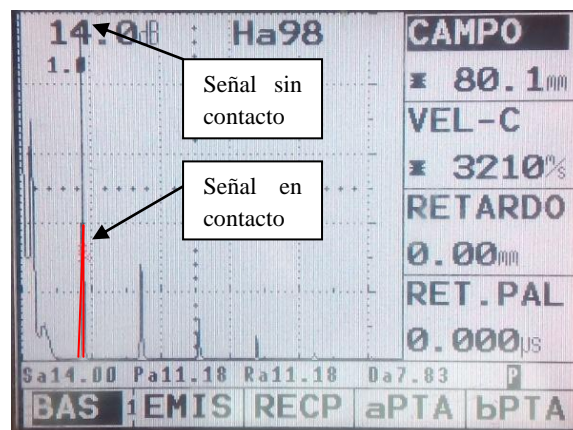 14.0dB Ha98
1.0
Señal sin
contacto
Señal en
contacto
CAMPO
80.1mm
VEL-C
3210m/s
RETARDO
0.00mm
RET.PAL
0.000µs
Sa14.00 Pa11.18 Ra11.18 Da7.83 P
BAS 1 EMIS RECP aPTA bPTA